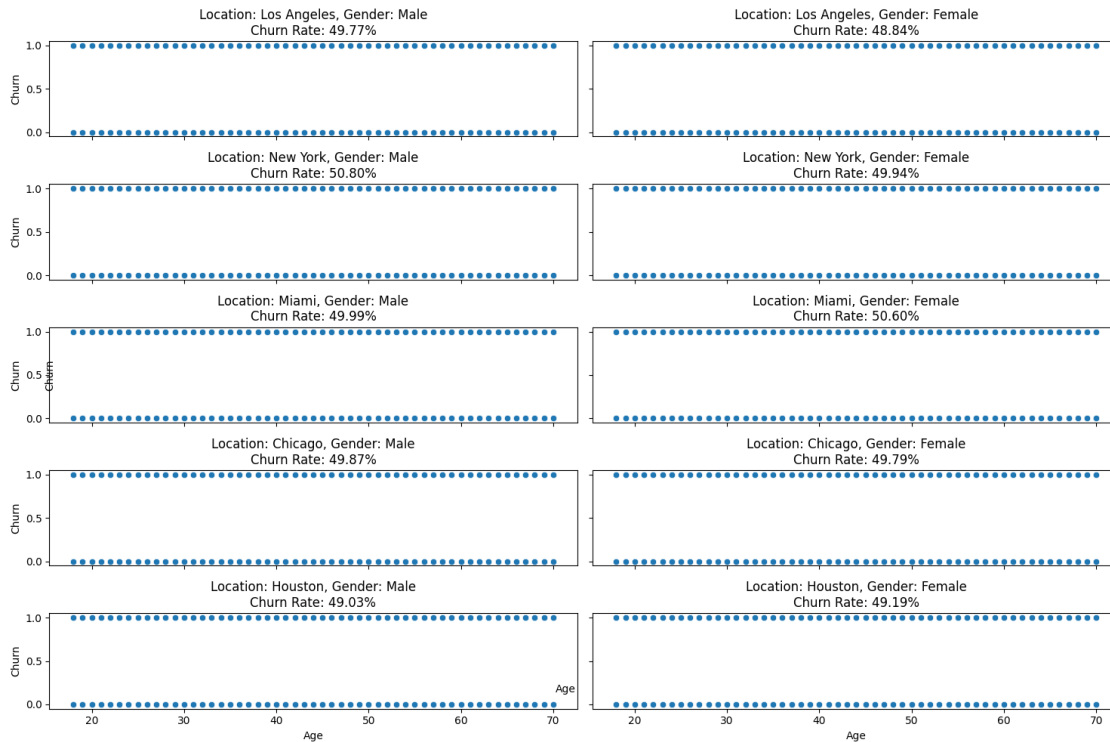 Location: Los Angeles, Gender: Male
Churn Rate: 49.77%
Location: Los Angeles, Gender: Female
Churn Rate: 48.84%
1.0
0.5
0.0
Churn
Location: New York, Gender: Male
Churn Rate: 50.80%
Location: New York, Gender: Female
Churn Rate: 49.94%
1.0
0.5
0.0
Churn
Location: Miami, Gender: Male
Churn Rate: 49.99%
Location: Miami, Gender: Female
Churn Rate: 50.60%
1.0
0.5
0.0
Churn
Churn
Location: Chicago, Gender: Male
Churn Rate: 49.87%
Location: Chicago, Gender: Female
Churn Rate: 49.79%
1.0
0.5
0.0
Churn
Location: Houston, Gender: Male
Churn Rate: 49.03%
Location: Houston, Gender: Female
Churn Rate: 49.19%
1.0
0.5
0.0
Churn
Age
20 30 40 50 60 70
Age
20 30 40 50 60 70
Age